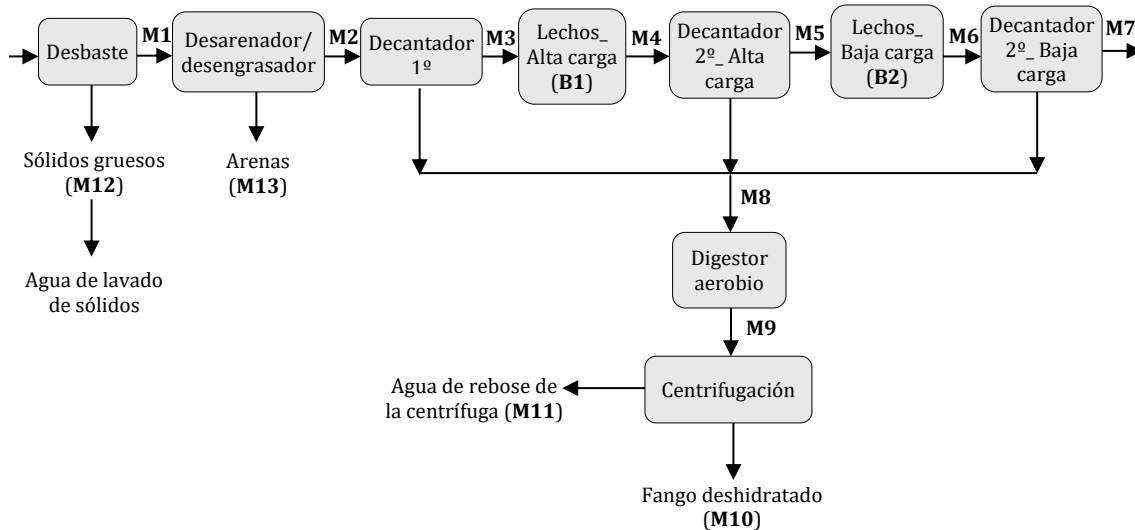 Desbaste
M1
Desarenador/
desengrasador
M2
Decantador
1º
M3
Lechos_
Alta carga
(B1)
M4
Decantador
2º_ Alta
carga
M5
Lechos_
Baja carga
(B2)
M6
Decantador
2º_ Baja
carga
M7
Sólidos gruesos
(M12)
Arenas
(M13)
Agua de lavado
de sólidos
M8
Digestor
aerobio
M9
Centrifugación
Agua de rebose de
la centrífuga (M11)
Fango deshidratado
(M10)